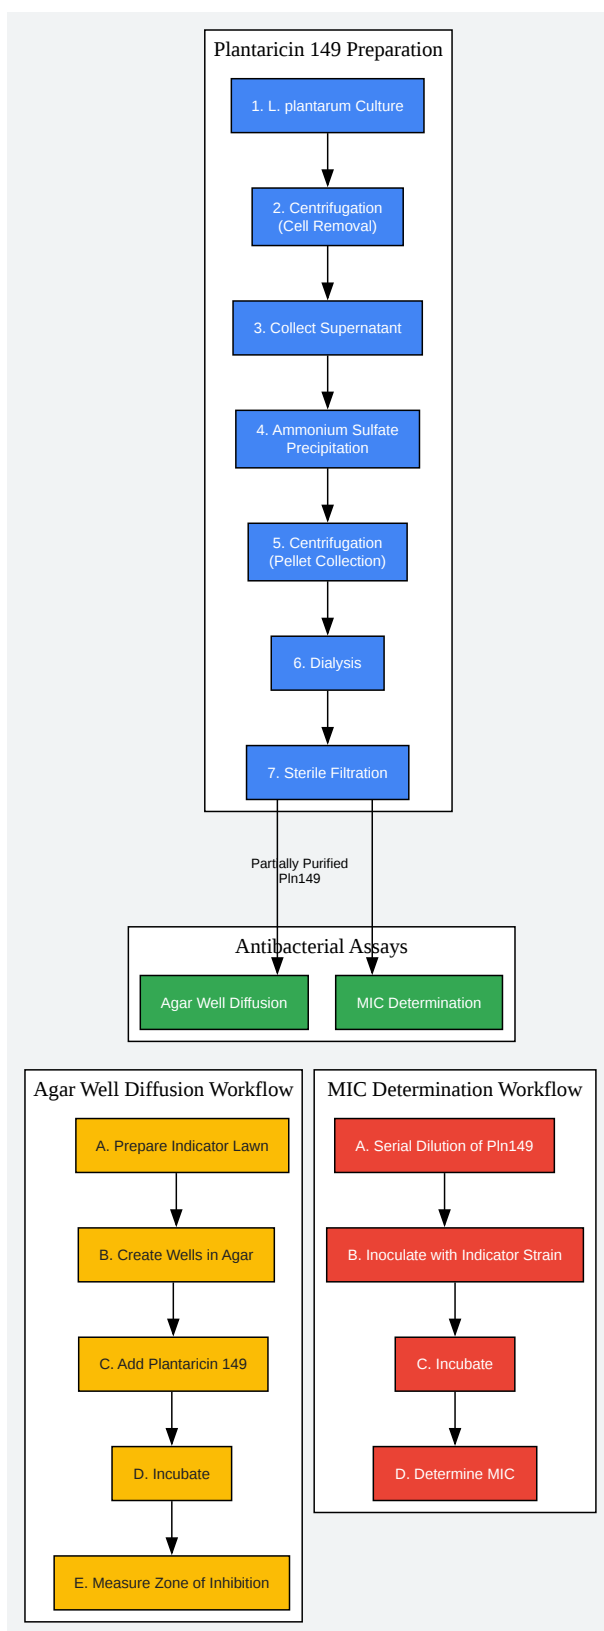 Plantaricin 149 Preparation
1. L. plantarum Culture
2. Centrifugation
(Cell Removal)
3. Collect Supernatant
4. Ammonium Sulfate
Precipitation
5. Centrifugation
(Pellet Collection)
6. Dialysis
7. Sterile Filtration
Partially Purified
Pln149
Antibacterial Assays
Agar Well Diffusion
MIC Determination
Agar Well Diffusion Workflow
A. Prepare Indicator Lawn
B. Create Wells in Agar
C. Add Plantaricin 149
D. Incubate
E. Measure Zone of Inhibition
MIC Determination Workflow
A. Serial Dilution of Pln149
B. Inoculate with Indicator Strain
C. Incubate
D. Determine MIC